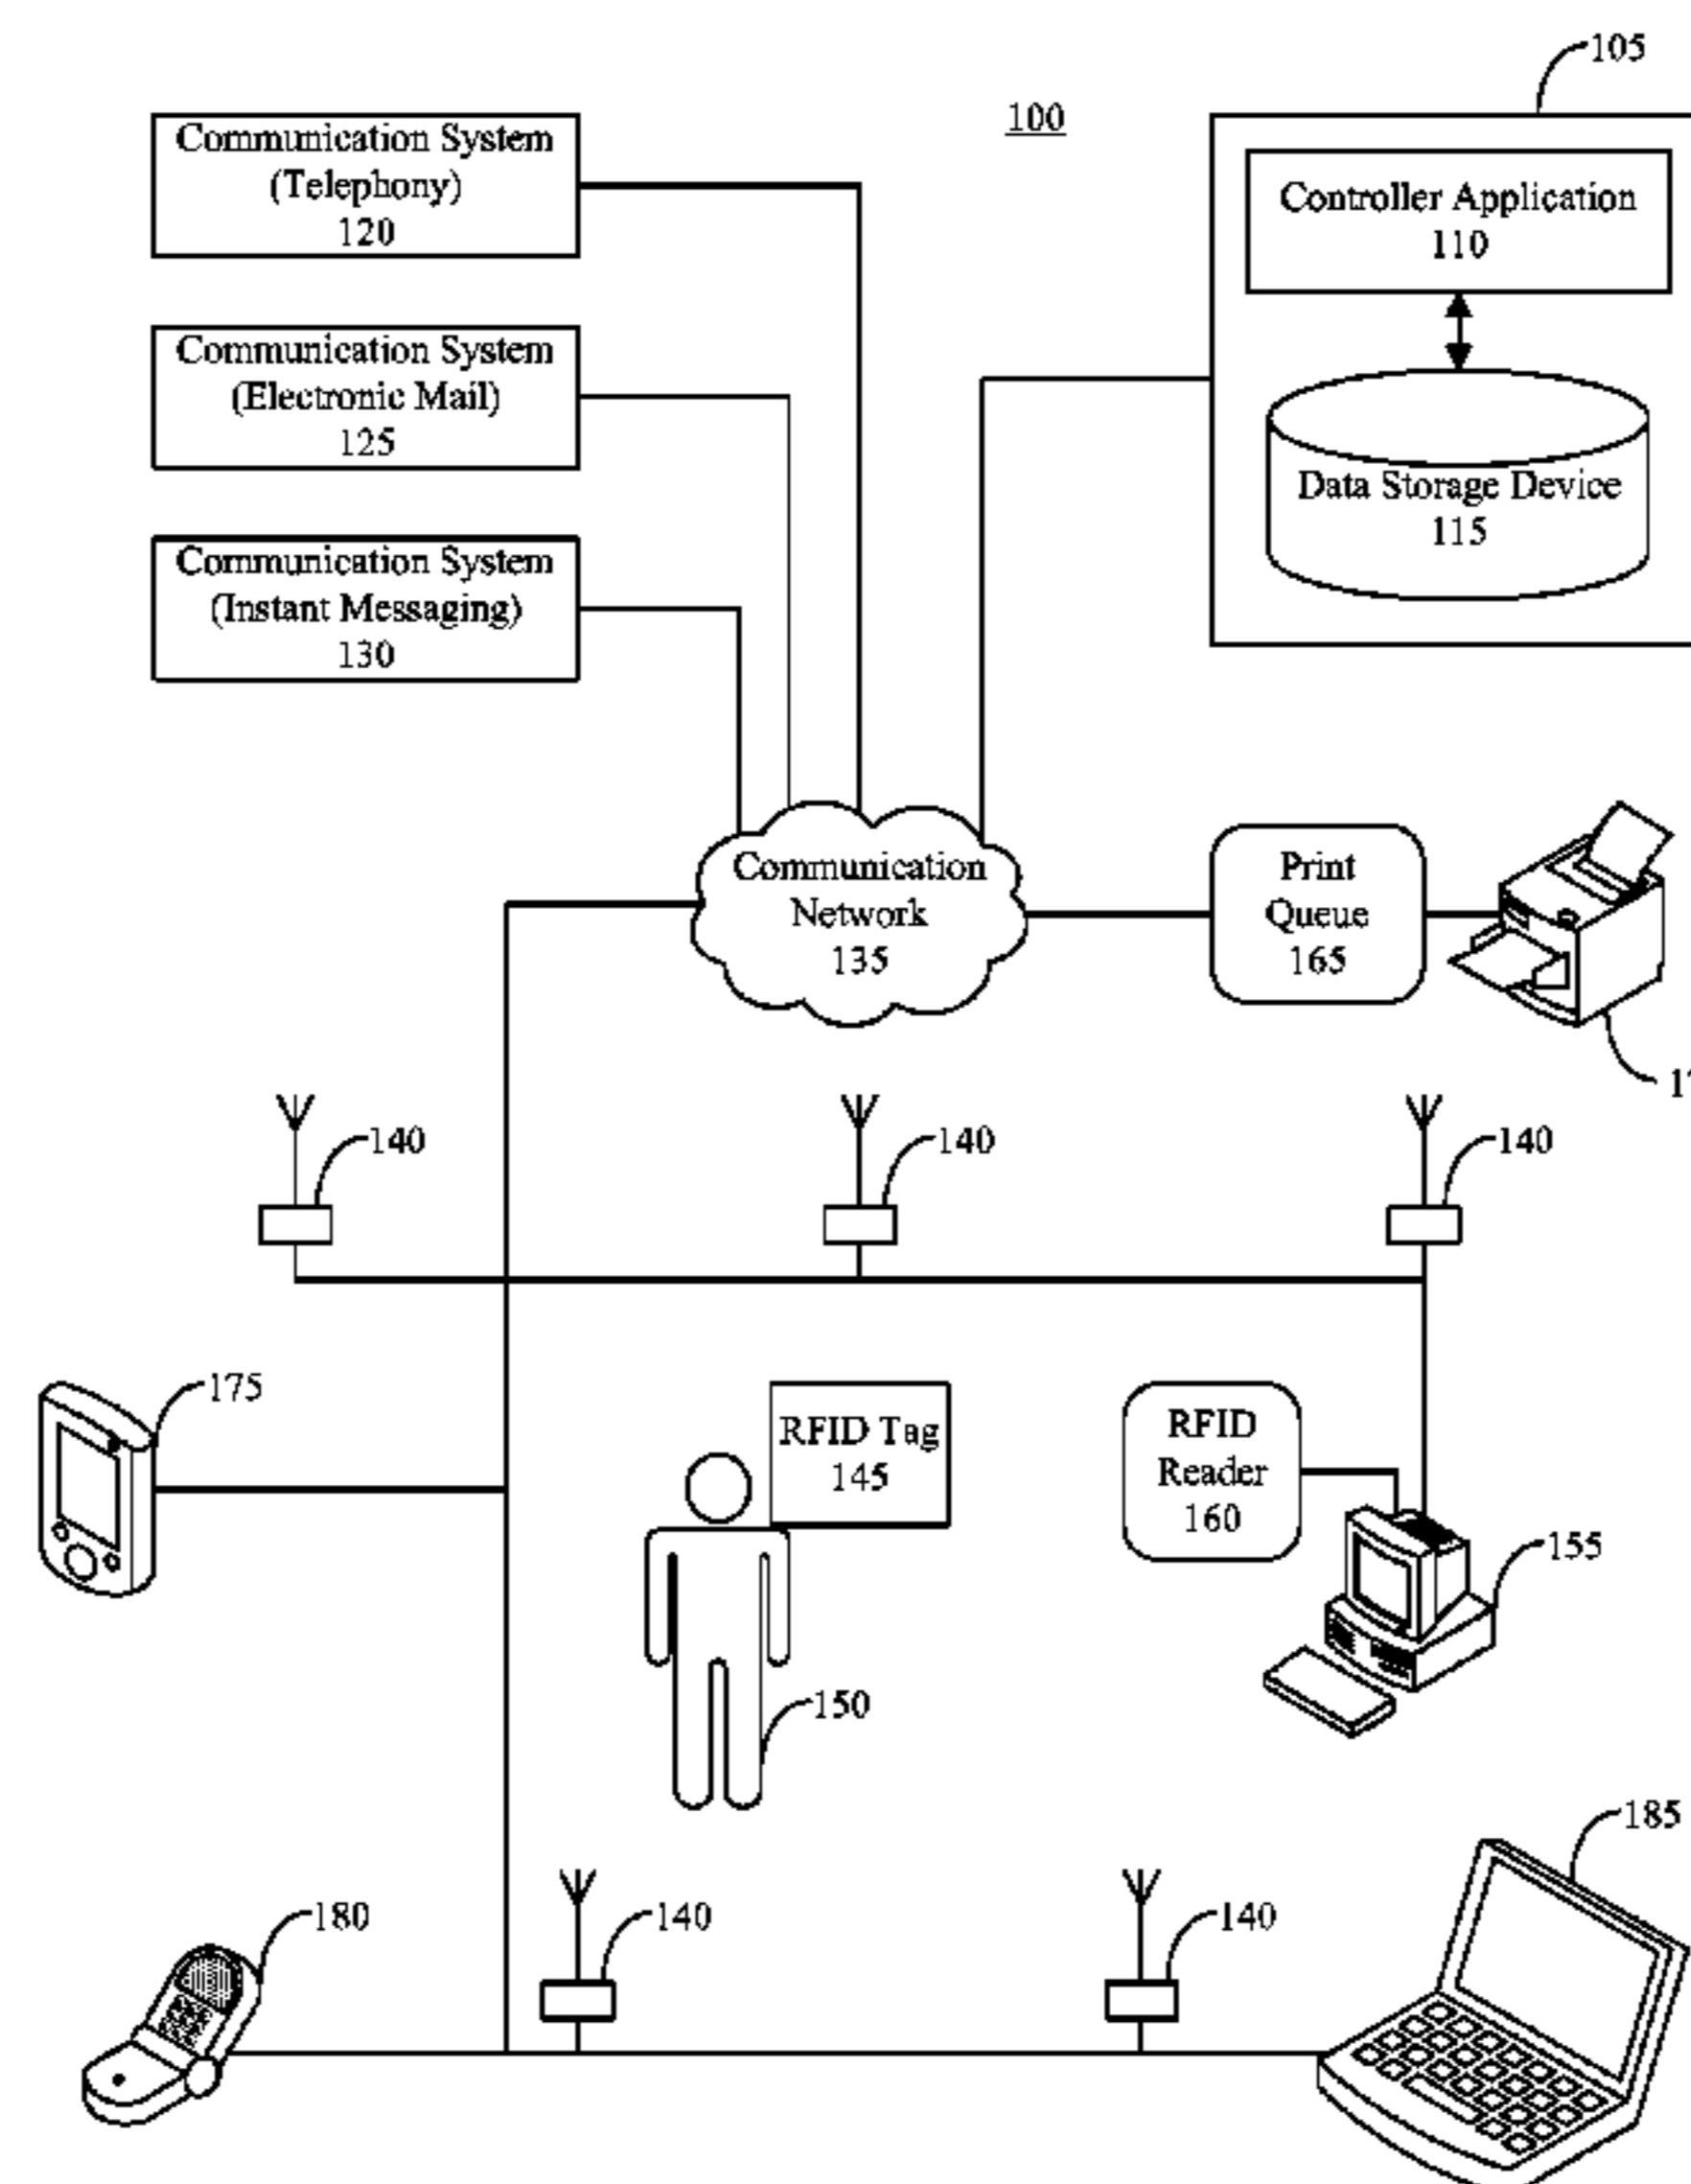 105
100
Communication System
(Telephony)
120
Controller Application
110
Communication System
(Electronic Mail)
125
Data Storage Device
115
Communication System
(Instant Messaging)
130
Communication
Network
135
Print
Queue
165
140
140
140
175
RFID Tag
145
RFID
Reader
160
155
150
185
180
140
140